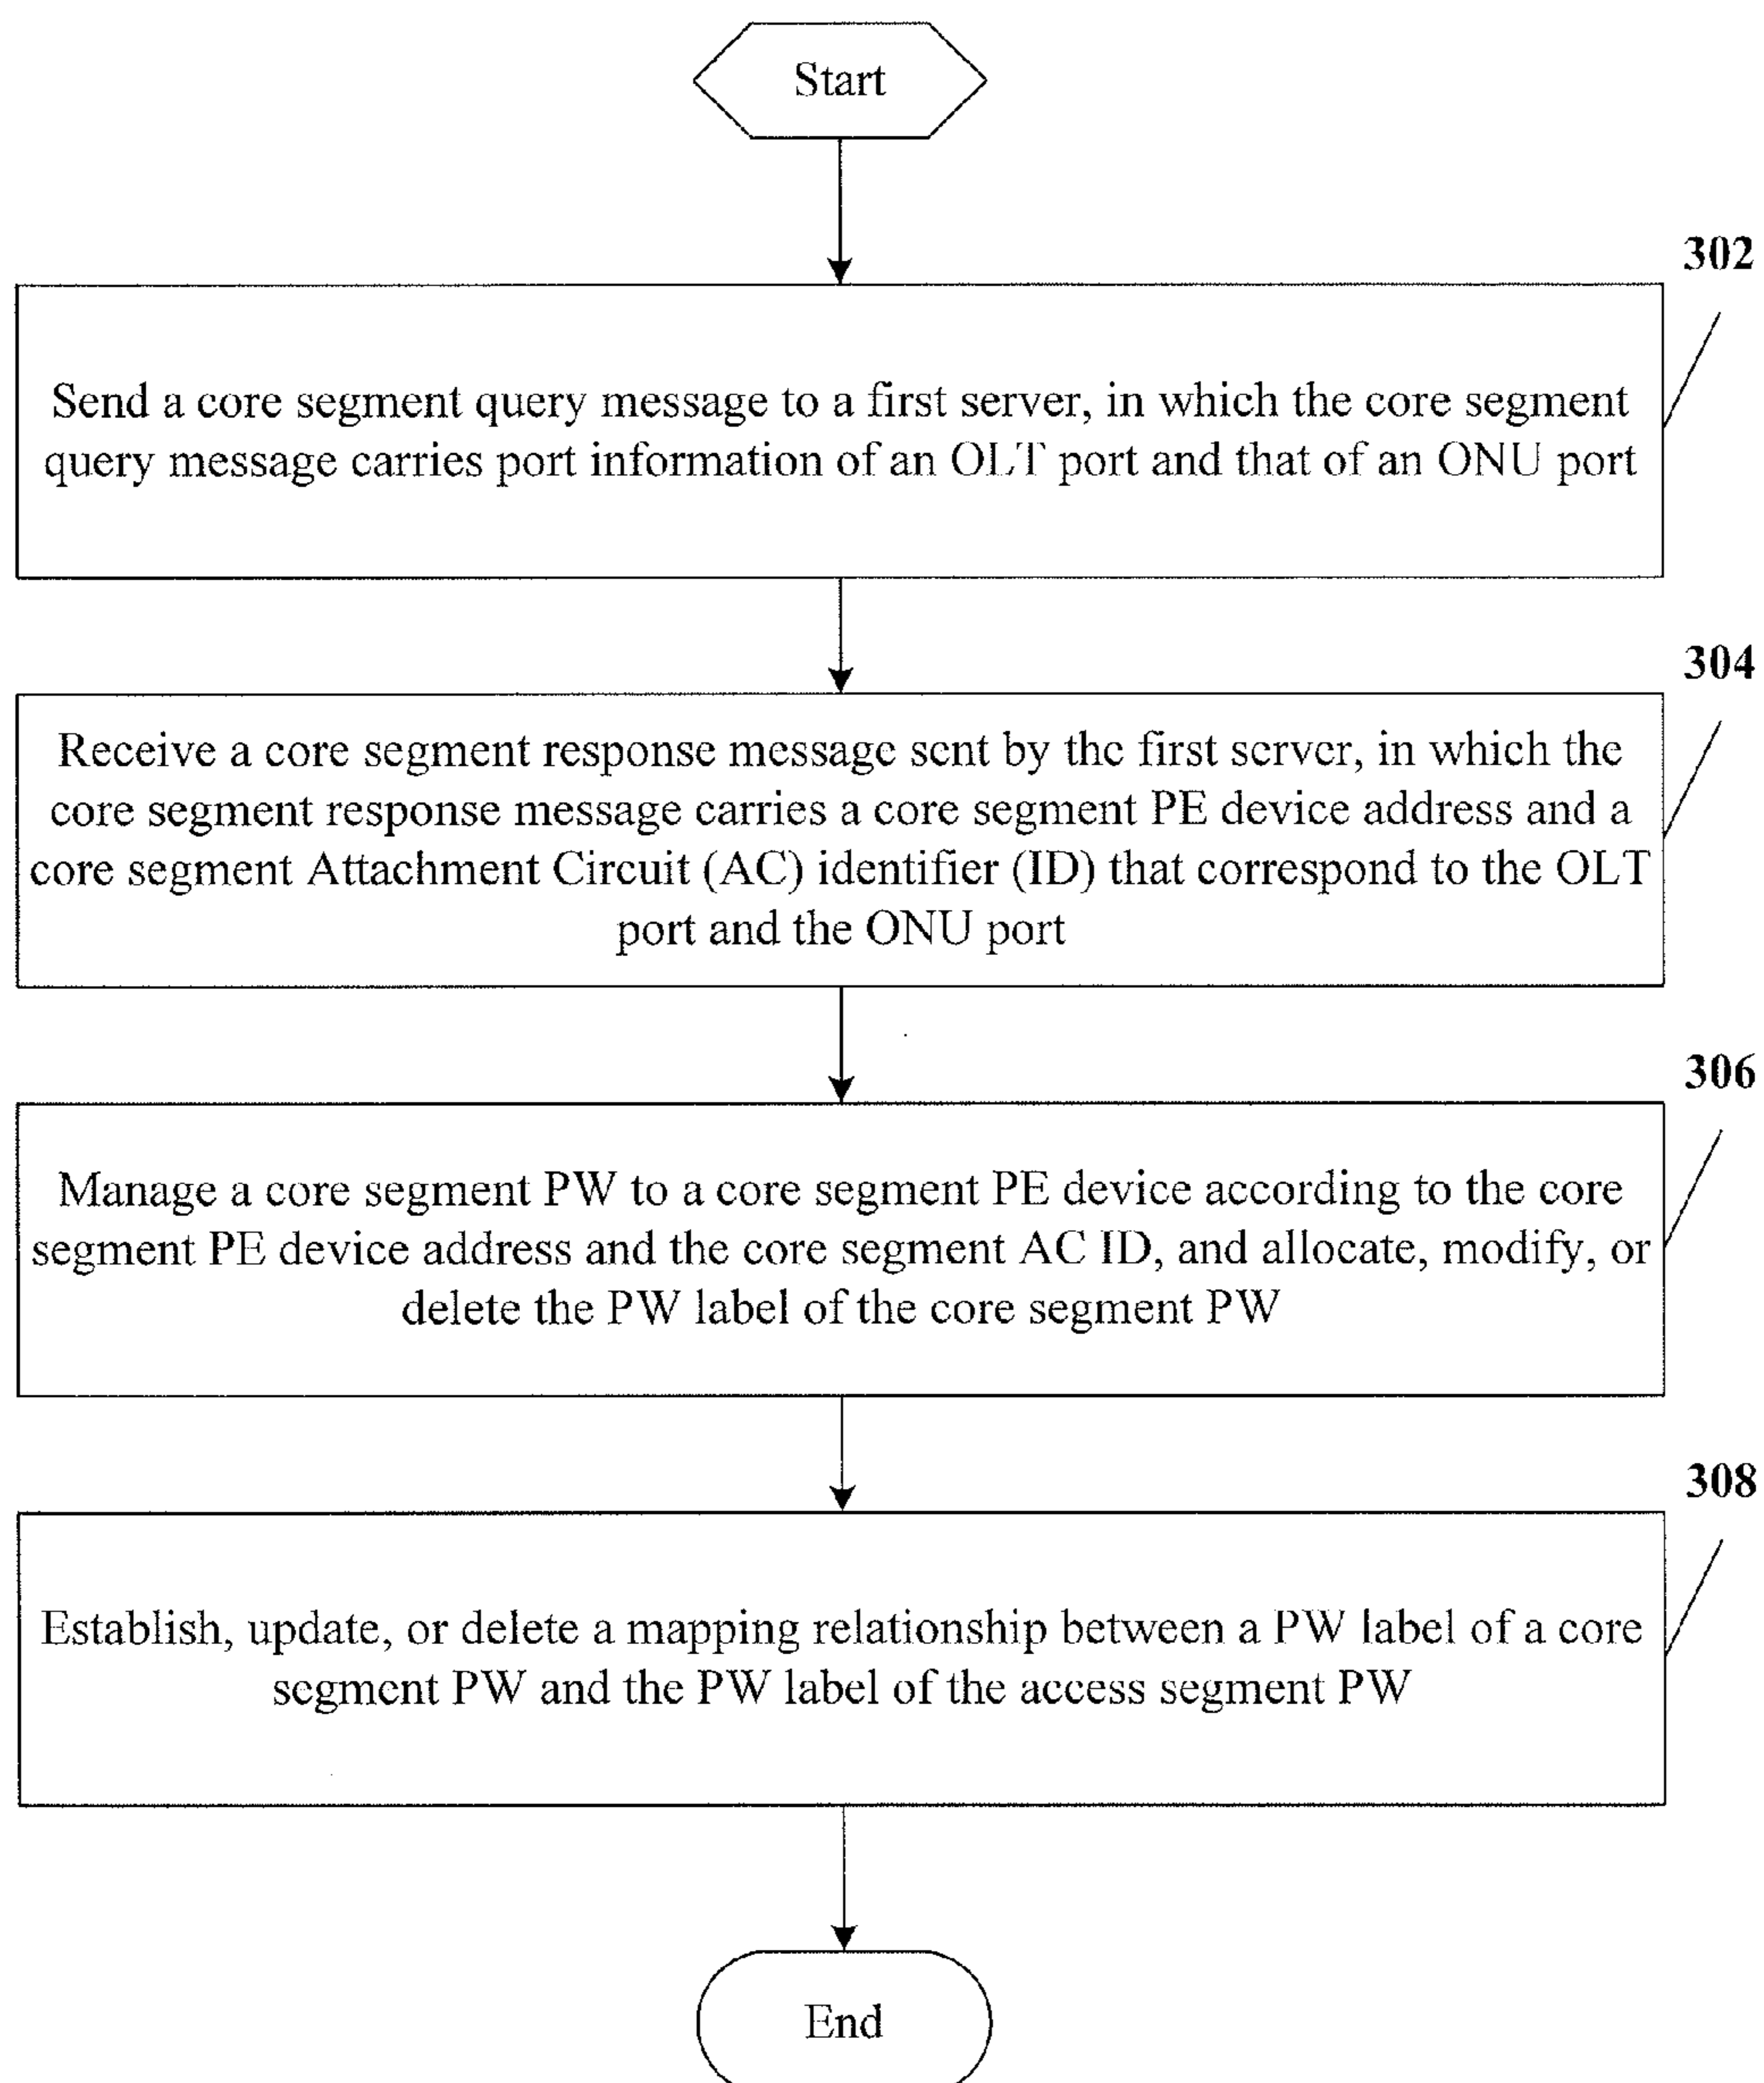 Start
302
Send a core segment query message to a first server, in which the core segment
query message carries port information of an OLT port and that of an ONU port
304
Receive a core segment response message sent by the first server, in which the
core segment response message carries a core segment PE device address and a
core segment Attachment Circuit (AC) identifier (ID) that correspond to the OLT
port and the ONU port
306
Manage a core segment PW to a core segment PE device according to the core
segment PE device address and the core segment AC ID, and allocate, modify, or
delete the PW label of the core segment PW
308
Establish, update, or delete a mapping relationship between a PW label of a core
segment PW and the PW label of the access segment PW
End